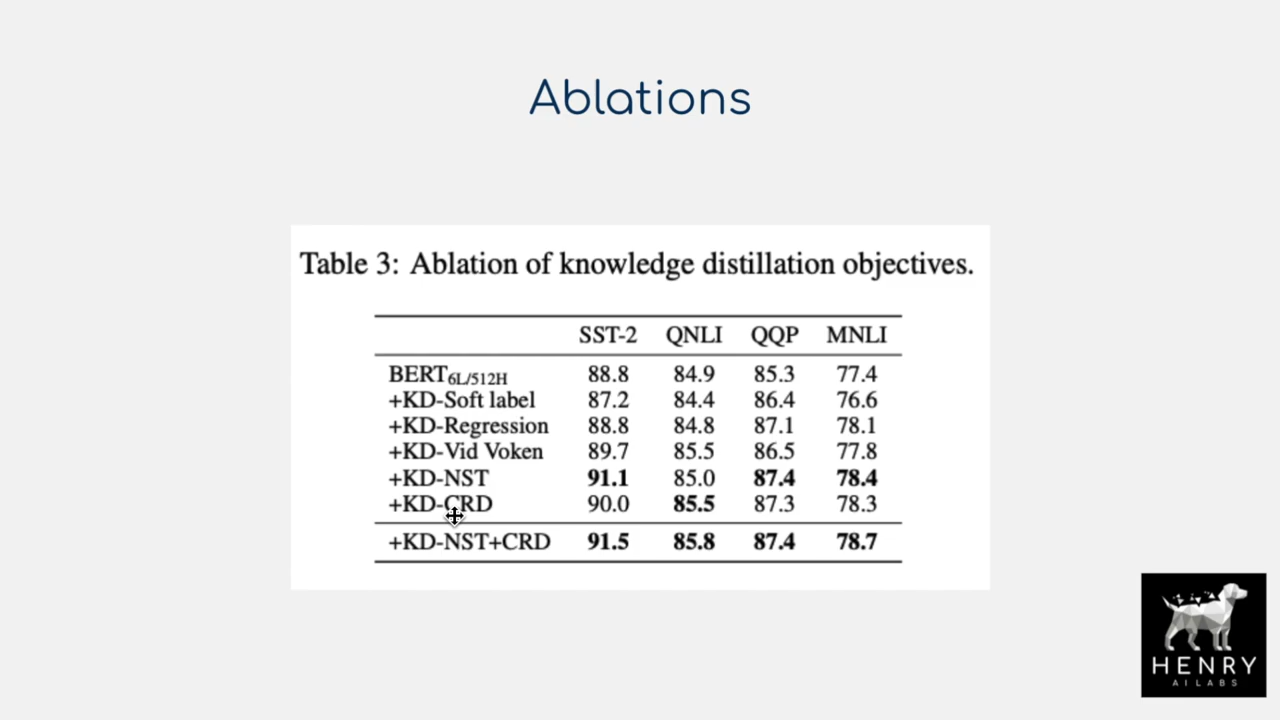 Ablations
Table 3: Ablation of knowledge distillation objectives.
SST-2 QNLI QQP MNLI
BERT6L/512H 88.8 84.9 85.3 77.4
+KD-Soft label 87.2 84.4 86.4 76.6
+KD-Regression 88.8 84.8 87.1 78.1
+KD-Vid Voken 89.7 85.5 86.5 77.8
+KD-NST 91.1 85.0 87.4 78.4
+KD-CRD 90.0 85.5 87.3 78.3
+KD-NST+CRD 91.5 85.8 87.4 78.7
HENRY
AI LABS